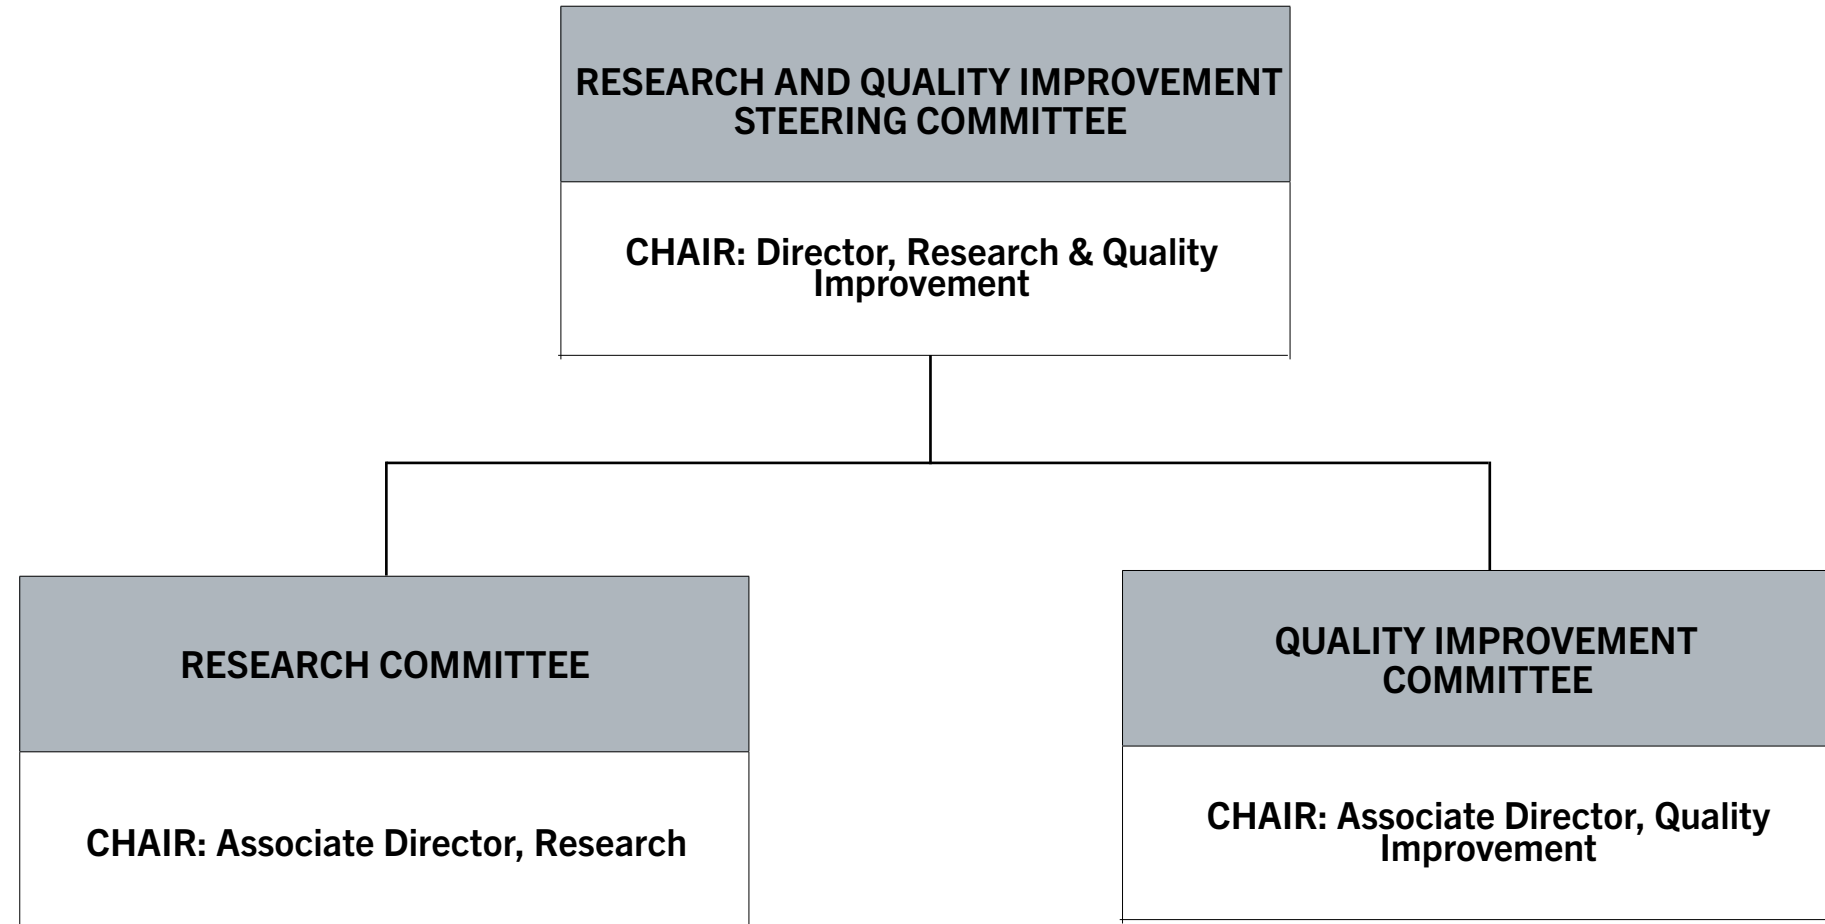 RESEARCH AND QUALITY IMPROVEMENT
STEERING COMMITTEE
CHAIR: Director, Research & Quality
Improvement
RESEARCH COMMITTEE
CHAIR: Associate Director, Research
QUALITY IMPROVEMENT
COMMITTEE
CHAIR: Associate Director, Quality
Improvement